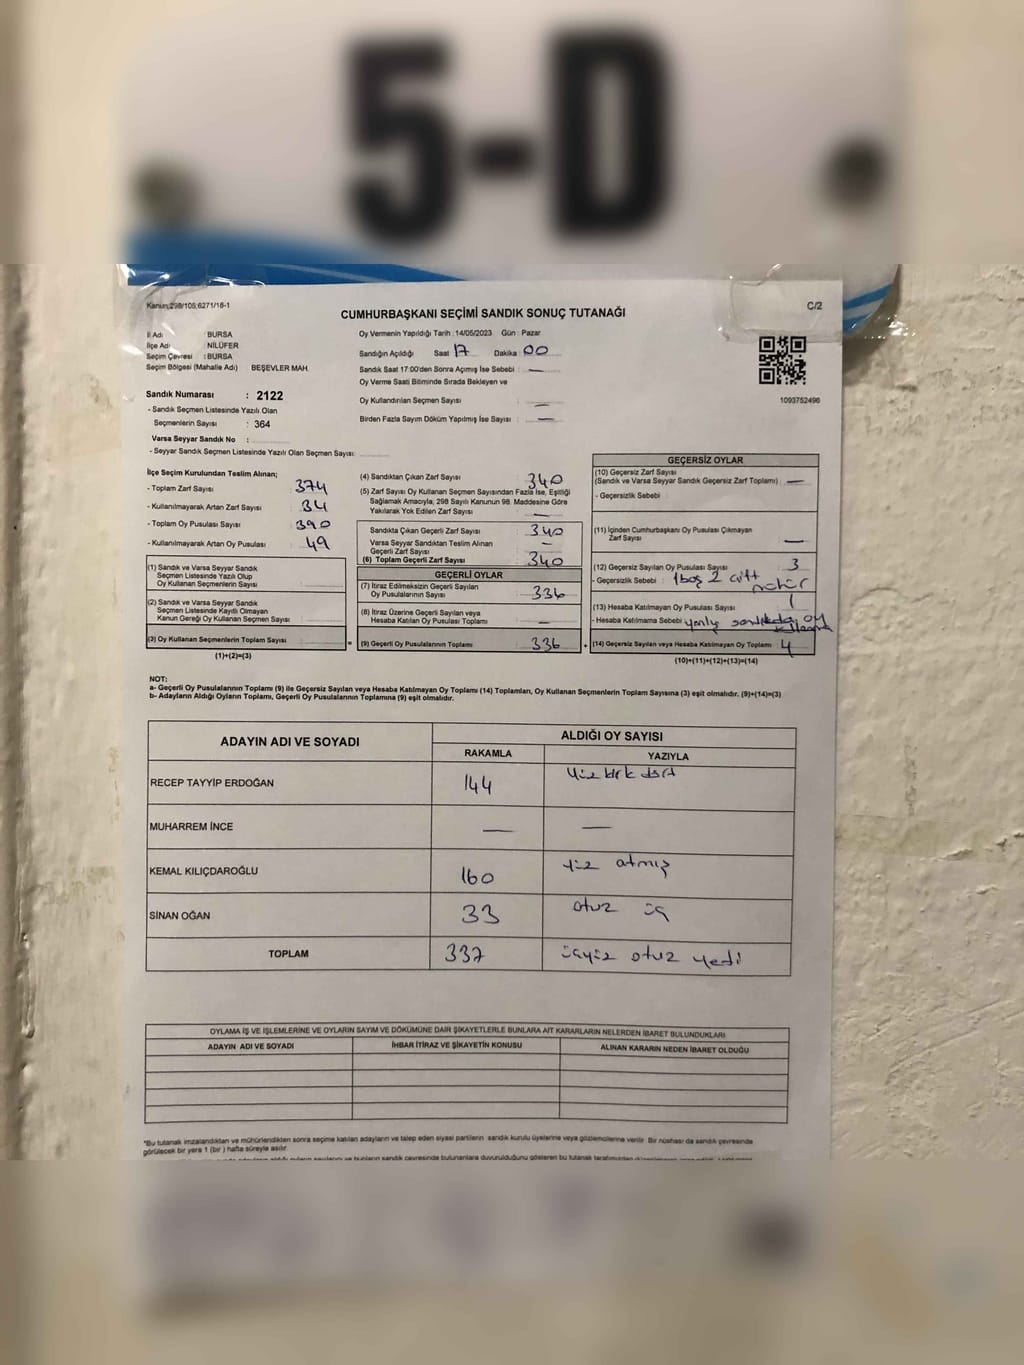 5-D
Kanun:298/105;6271/16-1
C/2
CUMHURBAŞKANI SEÇİMİ SANDIK SONUÇ TUTANAĞI
İl Adı : BURSA
İlçe Adı : NİLÜFER
Seçim Çevresi : BURSA
Seçim Bölgesi (Mahalle Adı) BEŞEVLER MAH.
Oy Vermenin Yapıldığı Tarih :14/05/2023 Gün : Pazar
Sandığın Açıldığı Saat 17 Dakika 00
Sandık Saat 17:00'den Sonra Açımış İse Sebebi : —
Oy Verme Saati Bitiminde Sırada Bekleyen ve
Oy Kullandırılan Seçmen Sayısı : —
Birden Fazla Sayım Döküm Yapılmış İse Sayısı : —
1093752496
Sandık Numarası : 2122
- Sandık Seçmen Listesinde Yazılı Olan
Seçmenlerin Sayısı : 364
Varsa Seyyar Sandık No :
- Seyyar Sandık Seçmen Listesinde Yazılı Olan Seçmen Sayısı:
İlçe Seçim Kurulundan Teslim Alınan;
- Toplam Zarf Sayısı : 374
- Kullanılmayarak Artan Zarf Sayısı : 34
- Toplam Oy Pusulası Sayısı : 390
- Kullanılmayarak Artan Oy Pusulası : 49
(1) Sandık ve Varsa Seyyar Sandık
Seçmen Listesinde Yazılı Olup
Oy Kullanan Seçmenlerin Sayısı :
(2) Sandık ve Varsa Seyyar Sandık
Seçmen Listesinde Kayıtlı Olmayan
Kanun Gereği Oy Kullanan Seçmen Sayısı :
(3) Oy Kullanan Seçmenlerin Toplam Sayısı :
(1)+(2)=(3)
(4) Sandıktan Çıkan Zarf Sayısı : 340
(5) Zarf Sayısı Oy Kullanan Seçmen Sayısından Fazla İse, Eşitliği
Sağlamak Amacıyla, 298 Sayılı Kanunun 98. Maddesine Göre
Yakılarak Yok Edilen Zarf Sayısı : —
Sandıkta Çıkan Geçerli Zarf Sayısı : 340
Varsa Seyyar Sandıktan Teslim Alınan
Geçerli Zarf Sayısı : —
(6) Toplam Geçerli Zarf Sayısı : 340
GEÇERLİ OYLAR
(7) İtiraz Edilmeksizin Geçerli Sayılan
Oy Pusulalarının Sayısı : 336
(8) İtiraz Üzerine Geçerli Sayılan veya
Hesaba Katılan Oy Pusulası Toplamı : —
= (9) Geçerli Oy Pusulalarının Toplamı : 336
GEÇERSİZ OYLAR
(10) Geçersiz Zarf Sayısı
(Sandık ve Varsa Seyyar Sandık Geçersiz Zarf Toplamı) : —
- Geçersizlik Sebebi :
(11) İçinden Cumhurbaşkanı Oy Pusulası Çıkmayan
Zarf Sayısı : —
(12) Geçersiz Sayılan Oy Pusulası Sayısı : 3
- Geçersizlik Sebebi : 1 boş 2 çift
mühür
(13) Hesaba Katılmayan Oy Pusulası Sayısı : 1
- Hesaba Katılmama Sebebi yanlış sandıkda oy
+ (14) Geçersiz Sayılan veya Hesaba Katılmayan Oy Toplamı : 4
(10)+(11)+(12)+(13)=(14)
NOT:
a- Geçerli Oy Pusulalarının Toplamı (9) ile Geçersiz Sayılan veya Hesaba Katılmayan Oy Toplamı (14) Toplamları, Oy Kullanan Seçmenlerin Toplam Sayısına (3) eşit olmalıdır. (9)+(14)=(3)
b- Adayların Aldığı Oyların Toplamı, Geçerli Oy Pusulalarının Toplamına (9) eşit olmalıdır.
ADAYIN ADI VE SOYADI
ALDIĞI OY SAYISI
RAKAMLA YAZIYLA
RECEP TAYYİP ERDOĞAN 144 Yüz kırk dört
MUHARREM İNCE — —
KEMAL KILIÇDAROĞLU 160 Yüz atmış
SİNAN OĞAN 33 otuz üç
TOPLAM 337 üçyüz otuz yedi
OYLAMA İŞ VE İŞLEMLERİNE VE OYLARIN SAYIM VE DÖKÜMÜNE DAİR ŞİKAYETLERLE BUNLARA AİT KARARLARIN NELERDEN İBARET BULUNDUKLARI
ADAYIN ADI VE SOYADI İHBAR İTİRAZ VE ŞİKAYETİN KONUSU ALINAN KARARIN NEDEN İBARET OLDUĞU
"Bu tutanak imzalandıktan ve mühürlendikten sonra seçime katılan adayların ve talep eden siyasi partilerin sandık kurulu üyelerine veya gözlemcilerine verilir. Bir nüshası da sandık çevresinde
görülecek bir yere 1 (bir ) hafta süreyle asılır.